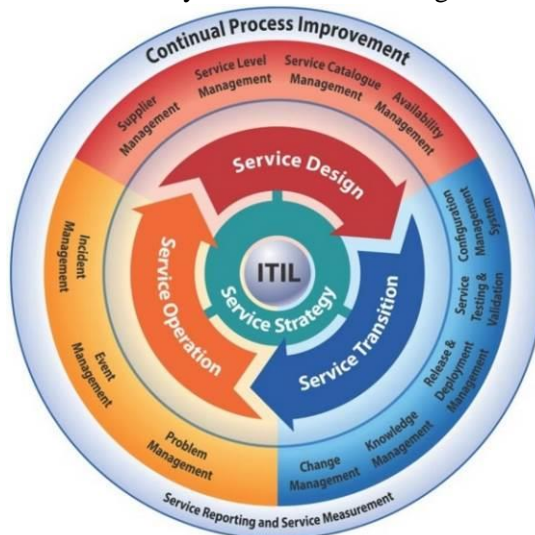 Continual Process Improvement
Supplier
Management
Service Level
Management
Service Catalogue
Management
Availability
Management
Configuration
Management
System
Service
Testing &
Validation
Release &
Deployment
Management
Knowledge
Management
Change
Management
Problem
Management
Event
Management
Incident
Management
Service Design
Service Transition
Service Operation
Service Strategy
ITIL
Service Reporting and Service Measurement